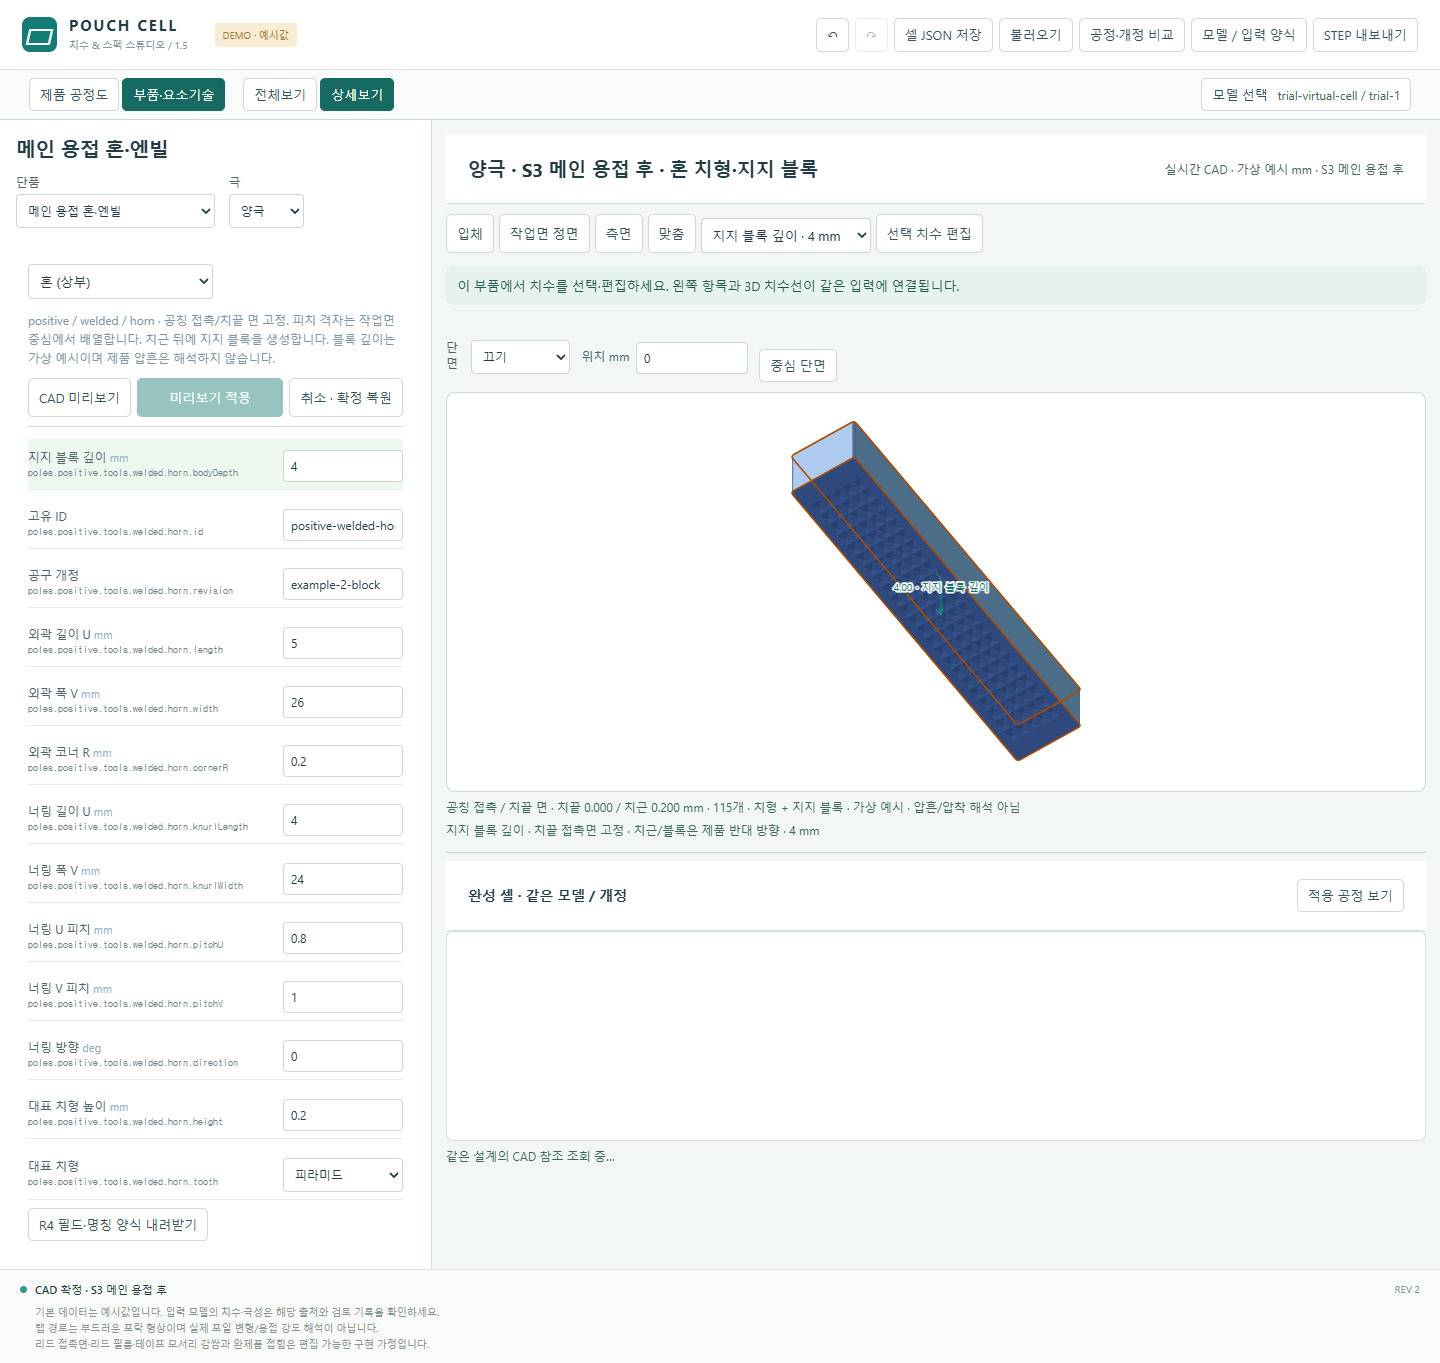 POUCH CELL
치수 & 스펙 스튜디오 / 1.5
DEMO · 예시값
↶
↷
셀 JSON 저장
불러오기
공정·개정 비교
모델 / 입력 양식
STEP 내보내기
제품 공정도
부품·요소기술
전체보기
상세보기
모델 선택 trial-virtual-cell / trial-1
메인 용접 혼·엔빌
단품
극
메인 용접 혼·엔빌
양극
혼 (상부)
positive / welded / horn · 공칭 접촉/치끝 면 고정. 피치 격자는 작업면
중심에서 배열합니다. 치근 뒤에 지지 블록을 생성합니다. 블록 깊이는
가상 예시이며 제품 압흔은 해석하지 않습니다.
CAD 미리보기
미리보기 적용
취소 · 확정 복원
지지 블록 깊이 mm
poles.positive.tools.welded.horn.bodyDepth
4
고유 ID
poles.positive.tools.welded.horn.id
positive-welded-ho
공구 개정
poles.positive.tools.welded.horn.revision
example-2-block
외곽 길이 U mm
poles.positive.tools.welded.horn.length
5
외곽 폭 V mm
poles.positive.tools.welded.horn.width
26
외곽 코너 R mm
poles.positive.tools.welded.horn.cornerR
0.2
너링 길이 U mm
poles.positive.tools.welded.horn.knurlLength
4
너링 폭 V mm
poles.positive.tools.welded.horn.knurlWidth
24
너링 U 피치 mm
poles.positive.tools.welded.horn.pitchU
0.8
너링 V 피치 mm
poles.positive.tools.welded.horn.pitchV
1
너링 방향 deg
poles.positive.tools.welded.horn.direction
0
대표 치형 높이 mm
poles.positive.tools.welded.horn.height
0.2
대표 치형
poles.positive.tools.welded.horn.tooth
피라미드
R4 필드·명칭 양식 내려받기
양극 · S3 메인 용접 후 · 혼 치형·지지 블록
실시간 CAD · 가상 예시 mm · S3 메인 용접 후
입체
작업면 정면
측면
맞춤
지지 블록 깊이 · 4 mm
선택 치수 편집
이 부품에서 치수를 선택·편집하세요. 왼쪽 항목과 3D 치수선이 같은 입력에 연결됩니다.
단면
끄기
위치 mm
0
중심 단면
4.00 · 지지 블록 깊이
공칭 접촉 / 치끝 면 · 치끝 0.000 / 치근 0.200 mm · 115개 · 치형 + 지지 블록 · 가상 예시 · 압흔/압착 해석 아님
지지 블록 깊이 · 치끝 접촉면 고정 · 치근/블록은 제품 반대 방향 · 4 mm
완성 셀 · 같은 모델 / 개정
적용 공정 보기
같은 설계의 CAD 참조 조회 중...
CAD 확정 · S3 메인 용접 후
REV 2
기본 데이터는 예시값입니다. 입력 모델의 치수·극성은 해당 출처와 검토 기록을 확인하세요.
탭 경로는 부드러운 프락 형상이며 실제 포일 변형/용접 강도 해석이 아닙니다.
리드 접촉면·리드 필름·테이프 모서리 감쌈과 완제품 접힘은 편집 가능한 구현 가정입니다.